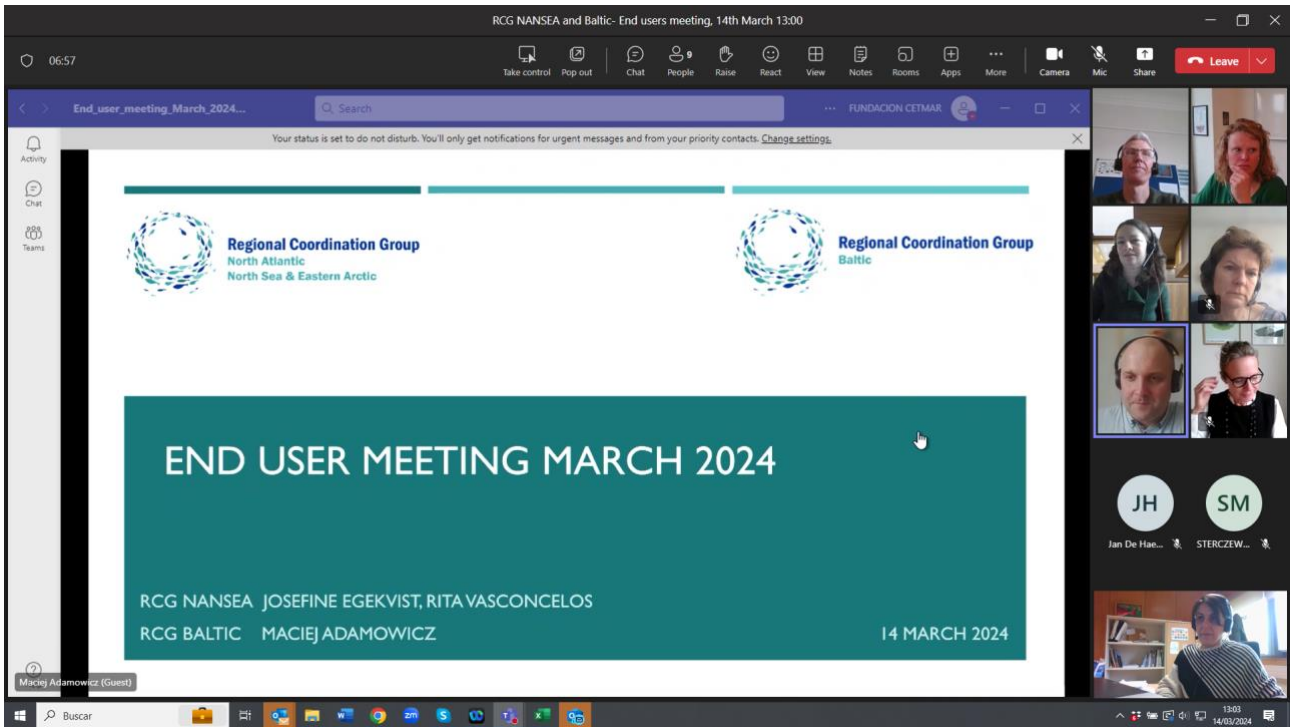 RCG NANSEA and Baltic- End users meeting, 14th March 13:00
06:57
Take control
Pop out
Chat
People
9
Raise
React
View
Notes
Rooms
Apps
More
Camera
Mic
Share
Leave
End_user_meeting_March_2024...
Search
FUNDACION CETMAR
Your status is set to do not disturb. You'll only get notifications for urgent messages and from your priority contacts. Change settings.
Activity
Chat
Teams
Regional Coordination Group
North Atlantic
North Sea & Eastern Arctic
Regional Coordination Group
Baltic
END USER MEETING MARCH 2024
RCG NANSEA JOSEFINE EGEKVIST, RITA VASCONCELOS
RCG BALTIC MACIEJ ADAMOWICZ
14 MARCH 2024
JH
SM
Jan De Hae...
STERCZEW...
Maciej Adamowicz (Guest)
Buscar
13:03
14/03/2024